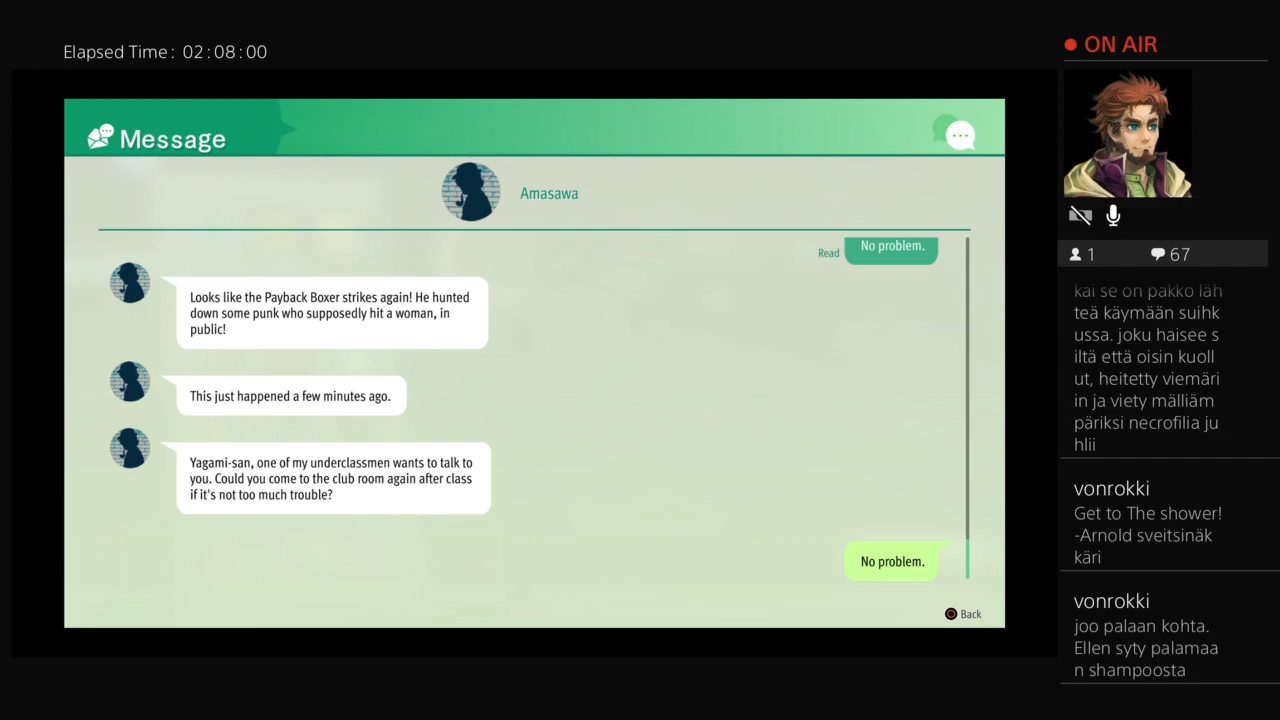 Elapsed Time: 02:08:00
ON AIR
Message
Amasawa
Read
No problem.
Looks like the Payback Boxer strikes again! He hunted
down some punk who supposedly hit a woman, in
public!
This just happened a few minutes ago.
Yagami-san, one of my underclassmen wants to talk to
you. Could you come to the club room again after class
if it's not too much trouble?
No problem.
Back
1
67
kai se on pakko läh
teä käymään suihk
ussa. joku haisee s
iltä että oisin kuoll
ut, heitetty viemäri
in ja viety mälliäm
päriksi necrofilia ju
hlii
vonrokki
Get to The shower!
-Arnold sveitsinäk
käri
vonrokki
joo palaan kohta.
Ellen syty palamaa
n shampoosta